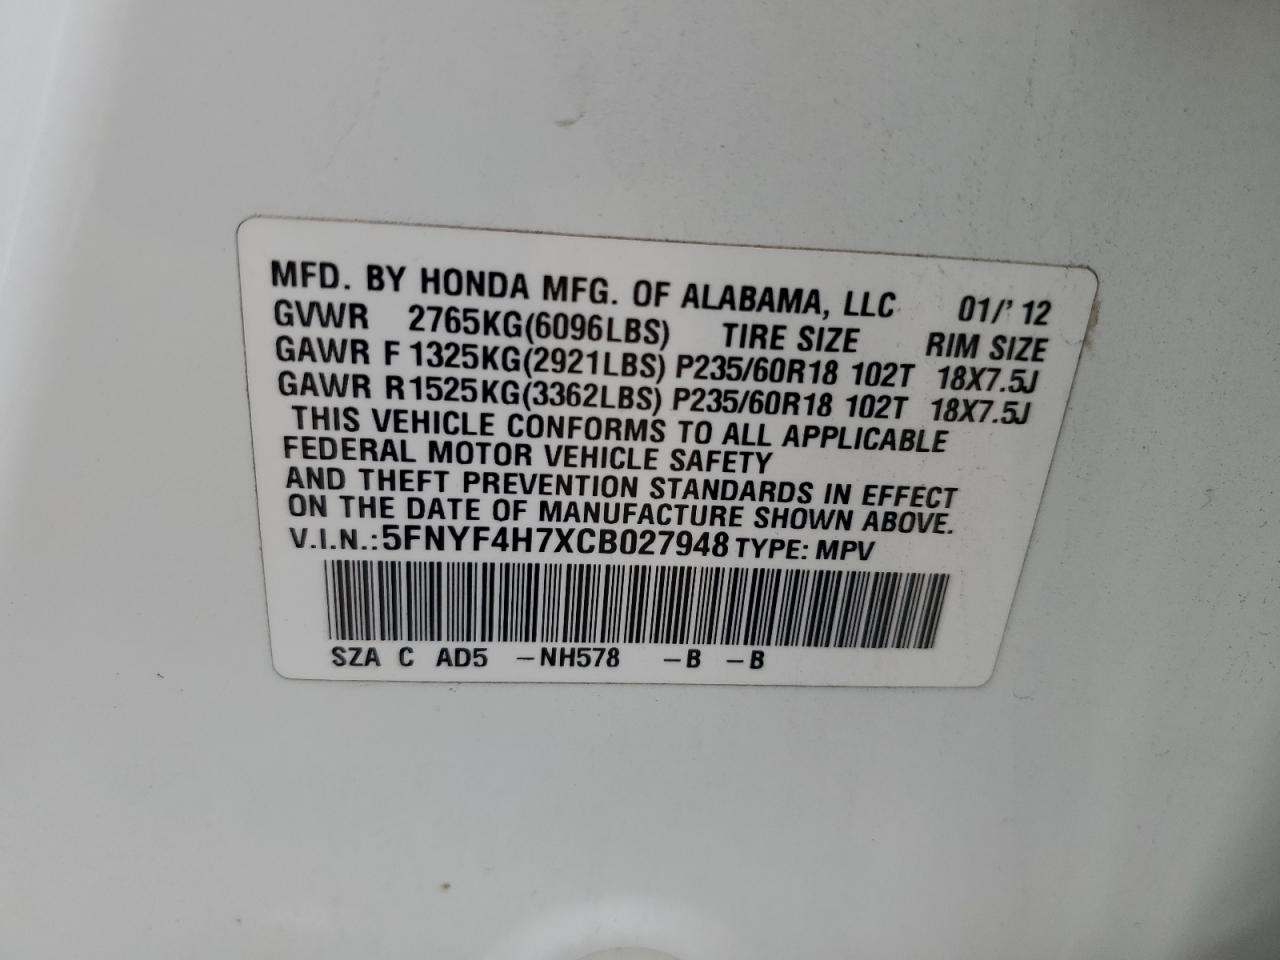 MFD. BY HONDA MFG. OF ALABAMA, LLC 01/' 12
GVWR 2765KG(6096LBS) TIRE SIZE RIM SIZE
GAWR F 1325KG(2921LBS) P235/60R18 102T 18X7.5J
GAWR R1525KG(3362LBS) P235/60R18 102T 18X7.5J
THIS VEHICLE CONFORMS TO ALL APPLICABLE
FEDERAL MOTOR VEHICLE SAFETY
AND THEFT PREVENTION STANDARDS IN EFFECT
ON THE DATE OF MANUFACTURE SHOWN ABOVE.
V.I.N.: 5FNYF4H7XCB027948 TYPE: MPV
SZA C AD5 -NH578 -B -B